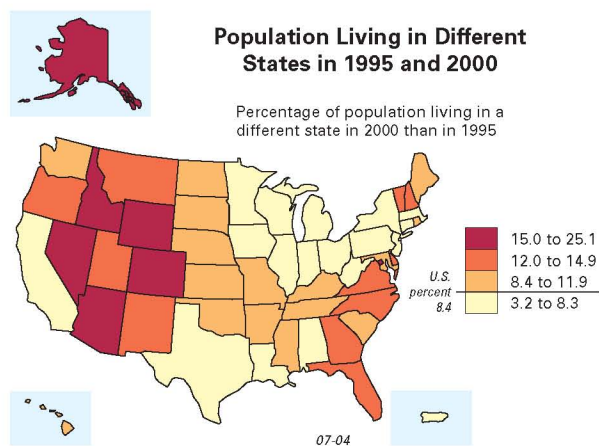 Population Living in Different
States in 1995 and 2000
Percentage of population living in a
different state in 2000 than in 1995
15.0 to 25.1
12.0 to 14.9
8.4 to 11.9
3.2 to 8.3
U.S.
percent
8.4
07-04